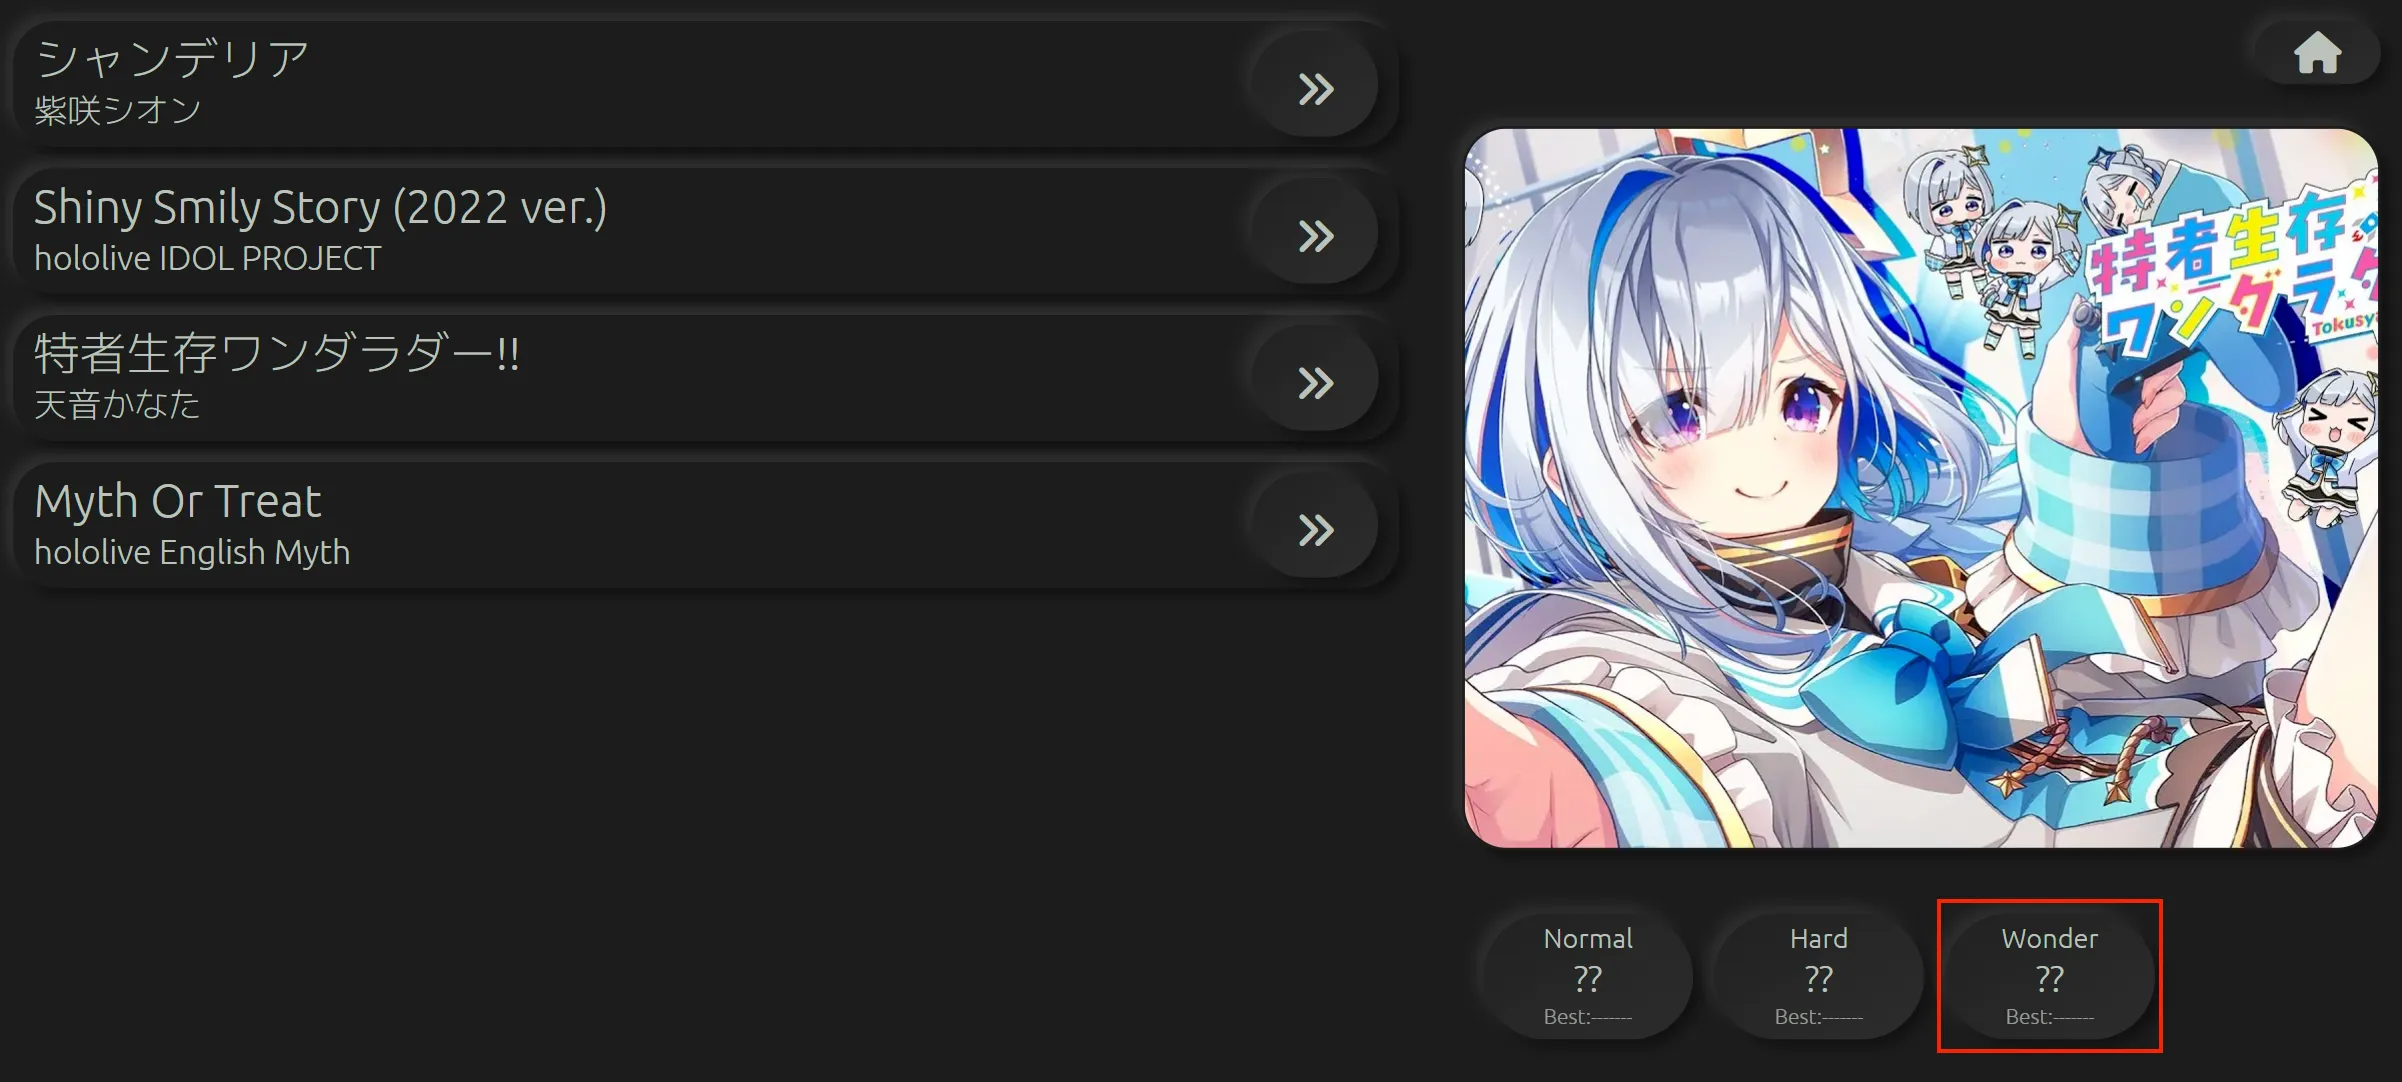 シャンデリア
紫咲シオン
Shiny Smily Story (2022 ver.)
hololive IDOL PROJECT
特者生存ワンダラダー!!
天音かなた
Myth Or Treat
hololive English Myth
特者生存
ワンダラ
Tokusy
Normal
??
Best:-------
Hard
??
Best:-------
Wonder
??
Best:-------